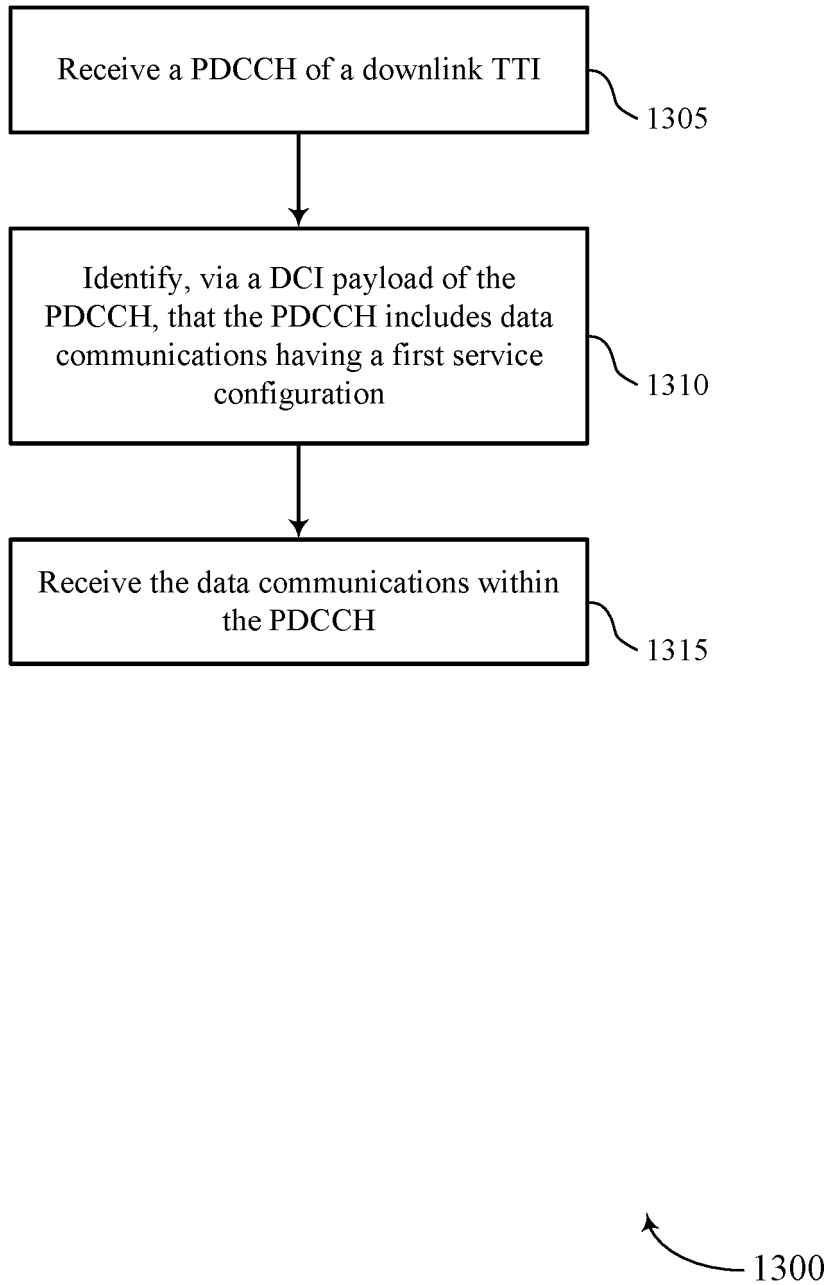 Receive a PDCCH of a downlink TTI
1305
Identify, via a DCI payload of the
PDCCH, that the PDCCH includes data
communications having a first service
configuration
1310
Receive the data communications within
the PDCCH
1315
1300